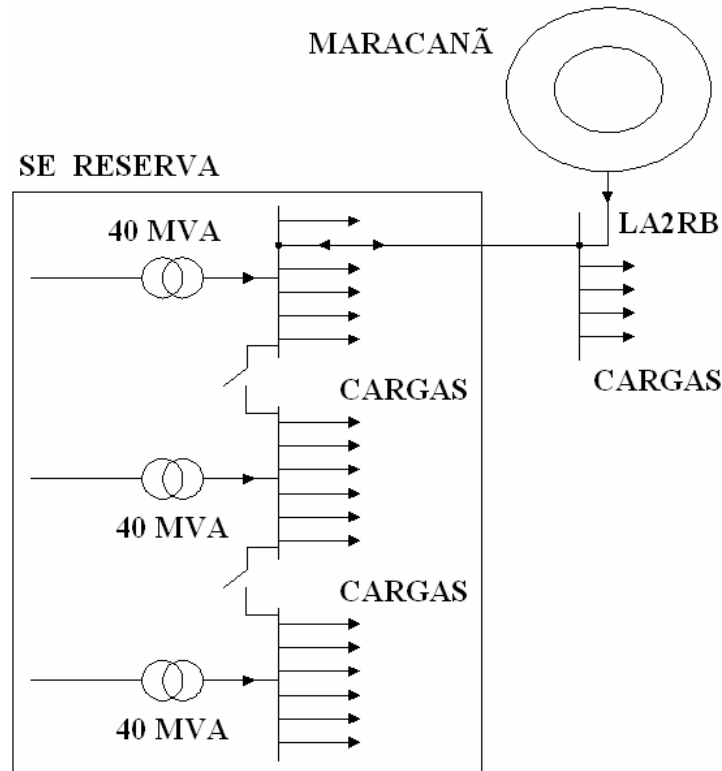 MARACANÃ
SE RESERVA
40 MVA
LA2RB
CARGAS
CARGAS
40 MVA
CARGAS
40 MVA